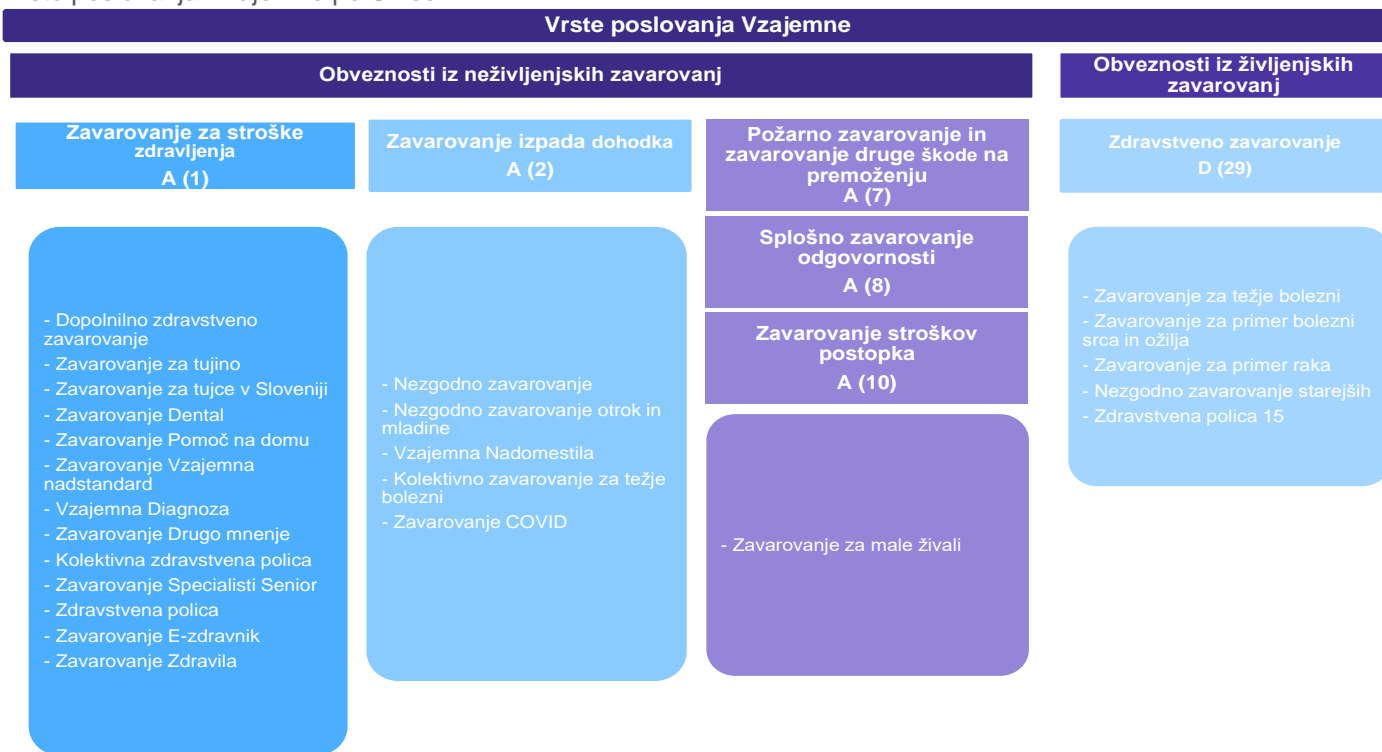 Vrste poslovanja Vzajemne
Obveznosti iz neživljenjskih zavarovanj
Obveznosti iz življenjskih
zavarovanj
Zavarovanje za stroške
zdravljenja
A (1)
Zavarovanje izpada dohodka
A (2)
Požarno zavarovanje in
zavarovanje druge škode na
premoženju
A (7)
Zdravstveno zavarovanje
D (29)
Splošno zavarovanje
odgovornosti
A (8)
Zavarovanje stroškov
postopka
A (10)
- Dopolnilno zdravstveno
zavarovanje
- Zavarovanje za tujino
- Zavarovanje za tujce v Sloveniji
- Zavarovanje Dental
- Zavarovanje Pomoč na domu
- Zavarovanje Vzajemna
nadstandard
- Vzajemna Diagnoza
- Zavarovanje Drugo mnenje
- Kolektivna zdravstvena polica
- Zavarovanje Specialisti Senior
- Zdravstvena polica
- Zavarovanje E-zdravnik
- Zavarovanje Zdravila
- Nezgodno zavarovanje
- Nezgodno zavarovanje otrok in
mladine
- Vzajemna Nadomestila
- Kolektivno zavarovanje za težje
bolezni
- Zavarovanje COVID
- Zavarovanje za male živali
- Zavarovanje za težje bolezni
- Zavarovanje za primer bolezni
srca in ožilja
- Zavarovanje za primer raka
- Nezgodno zavarovanje starejših
- Zdravstvena polica 15